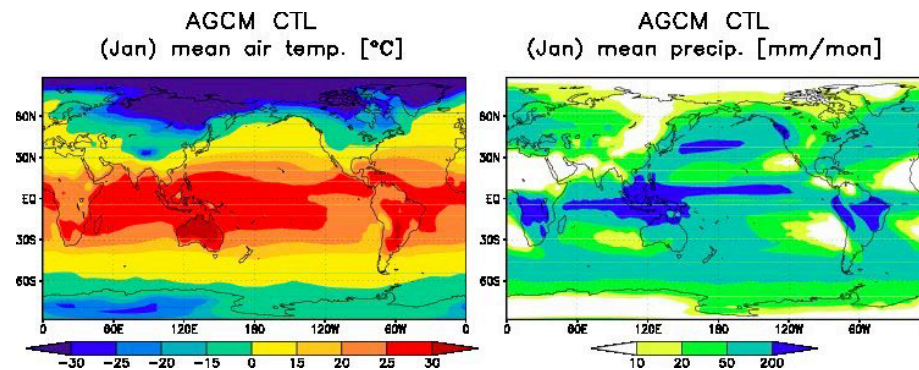 AGCM CTL
(Jan) mean air temp. [°C]
60N
30N
EQ
30S
60S
0 60E 120E 180 120W 60W 0
-30 -25 -20 -15 -5 0 15 20 25 30
AGCM CTL
(Jan) mean precip. [mm/mon]
60N
30N
EQ
30S
60S
0 60E 120E 180 120W 60W 0
10 20 50 200